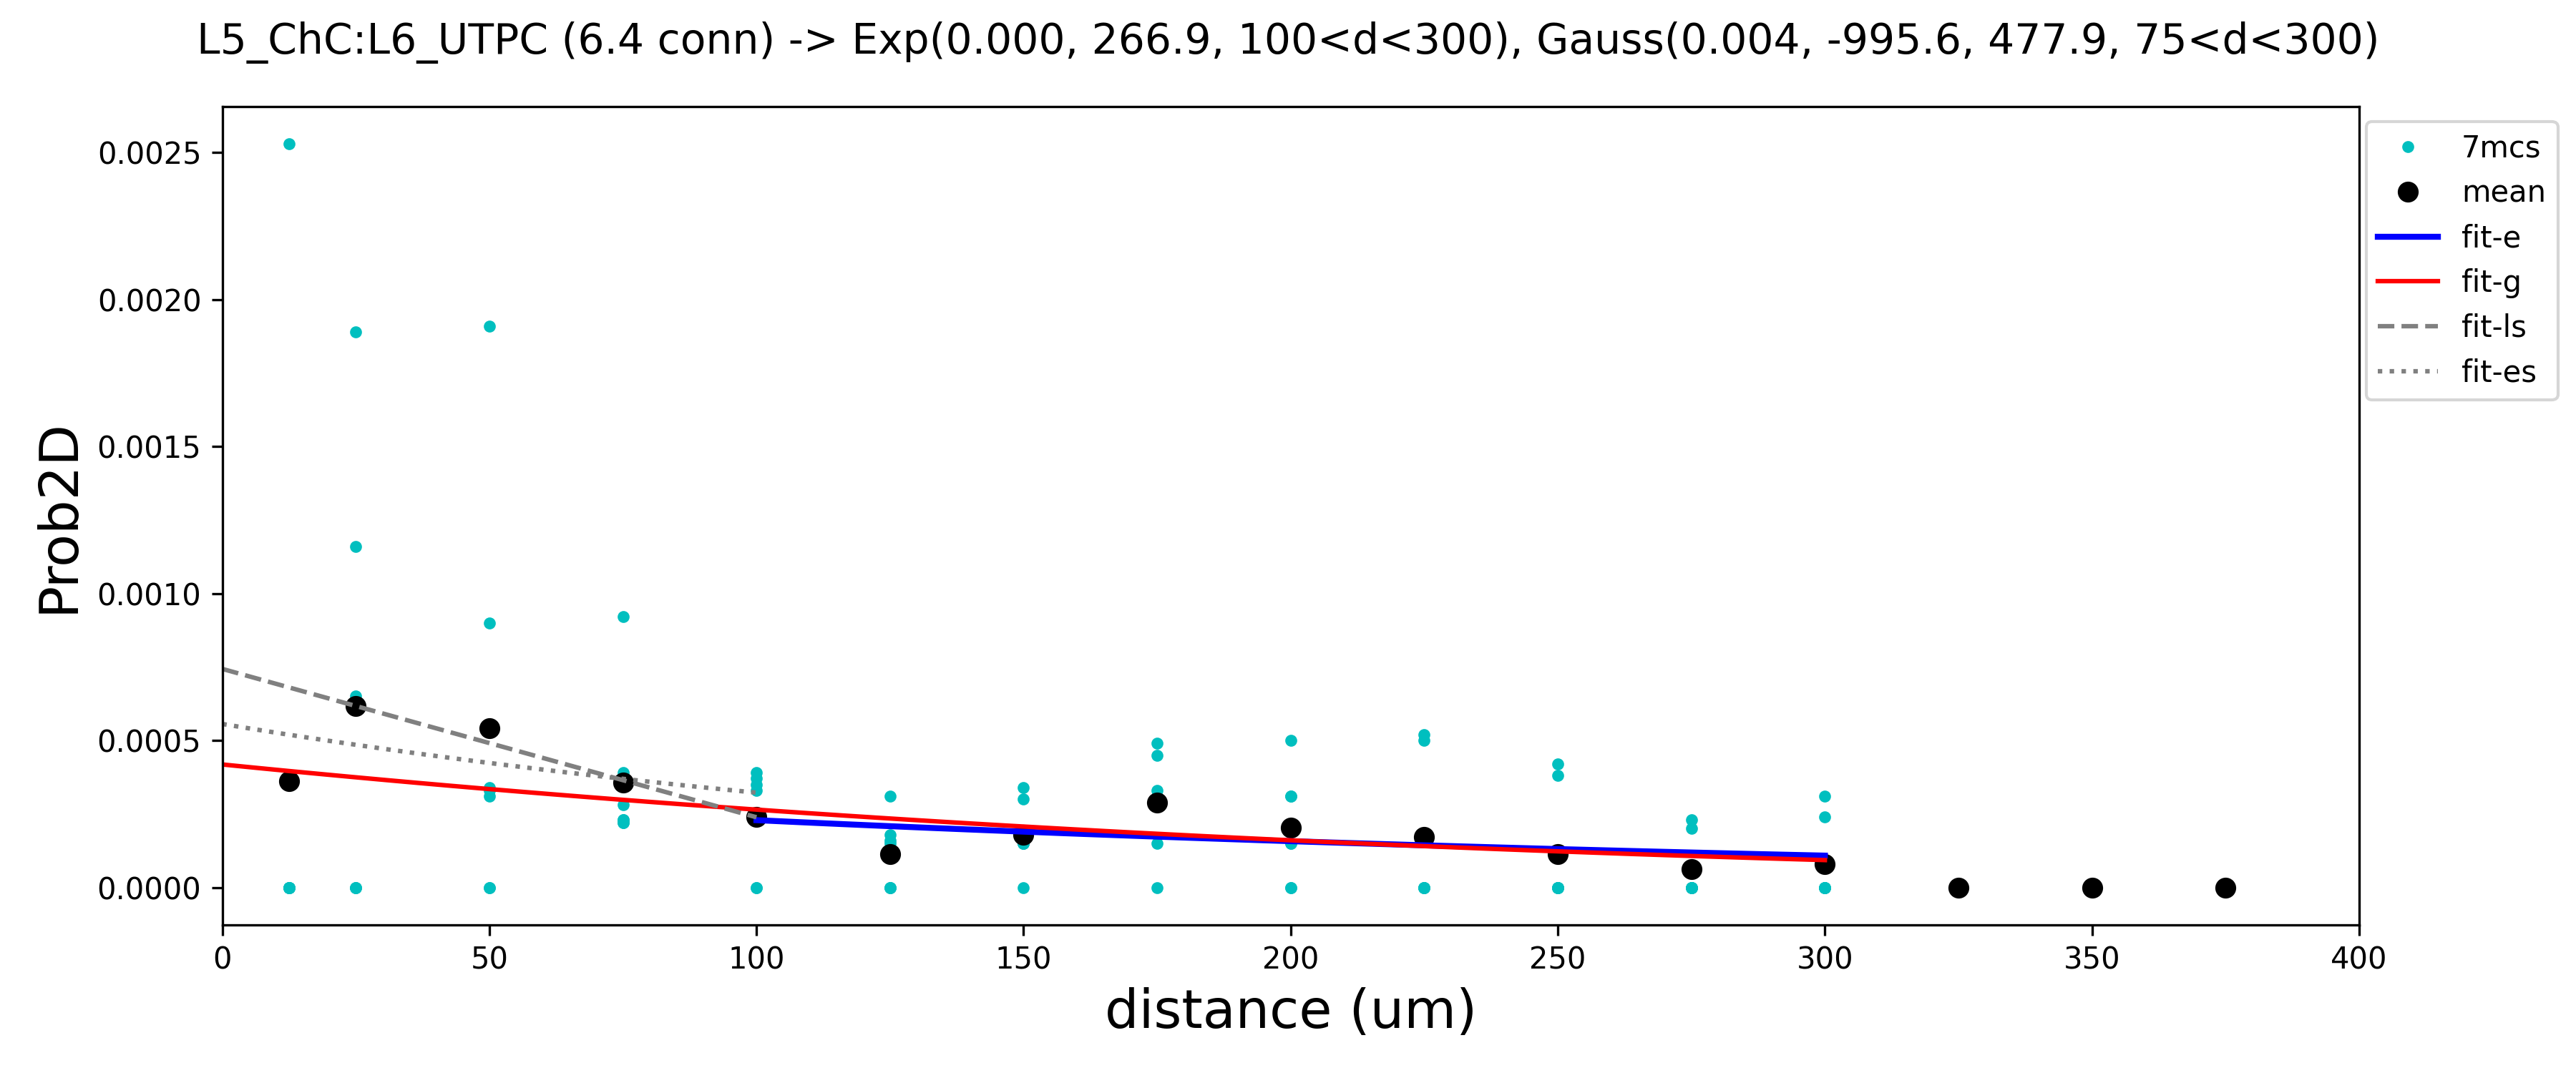 L5_ChC:L6_UTPC (6.4 conn) -> Exp(0.000, 266.9, 100<d<300), Gauss(0.004, -995.6, 477.9, 75<d<300)
Prob2D
0.0025
0.0020
0.0015
0.0010
0.0005
0.0000
0 50 100 150 200 250 300 350 400
distance (um)
7mcs
mean
fit-e
fit-g
fit-ls
fit-es